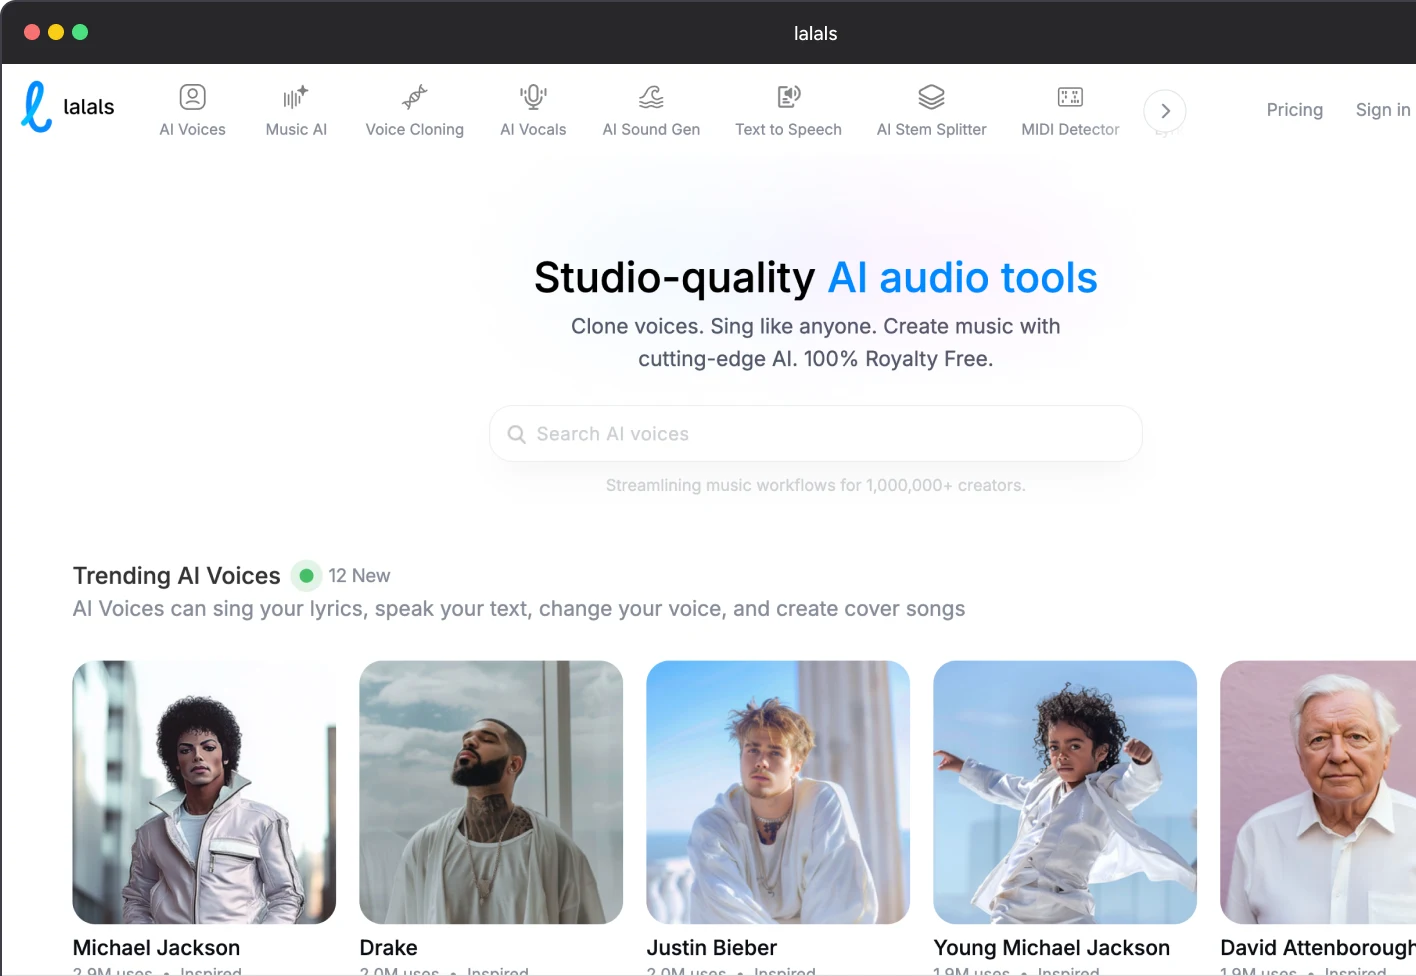 lalals
lalals
AI Voices
Music AI
Voice Cloning
AI Vocals
AI Sound Gen
Text to Speech
AI Stem Splitter
MIDI Detector
Pricing
Sign in
Studio-quality AI audio tools
Clone voices. Sing like anyone. Create music with
cutting-edge AI. 100% Royalty Free.
Search AI voices
Streamlining music workflows for 1,000,000+ creators.
Trending AI Voices 12 New
AI Voices can sing your lyrics, speak your text, change your voice, and create cover songs
Michael Jackson
Drake
Justin Bieber
Young Michael Jackson
David Attenborough
2.9M uses • Inspired
2.0M uses • Inspired
2.0M uses • Inspired
1.9M uses • Inspired
1.9M uses • Inspired